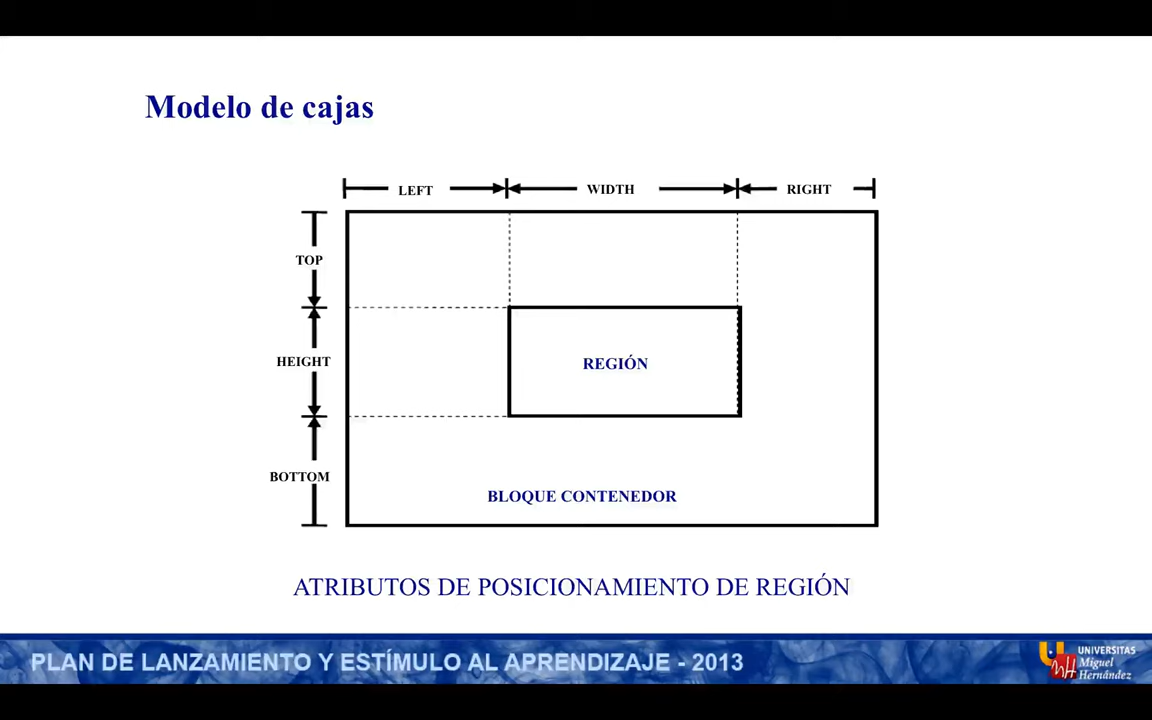 Modelo de cajas
LEFT
WIDTH
RIGHT
TOP
HEIGHT
REGIÓN
BOTTOM
BLOQUE CONTENEDOR
ATRIBUTOS DE POSICIONAMIENTO DE REGIÓN
PLAN DE LANZAMIENTO Y ESTÍMULO AL APRENDIZAJE - 2013
UNIVERSITAS
Miguel
Hernández